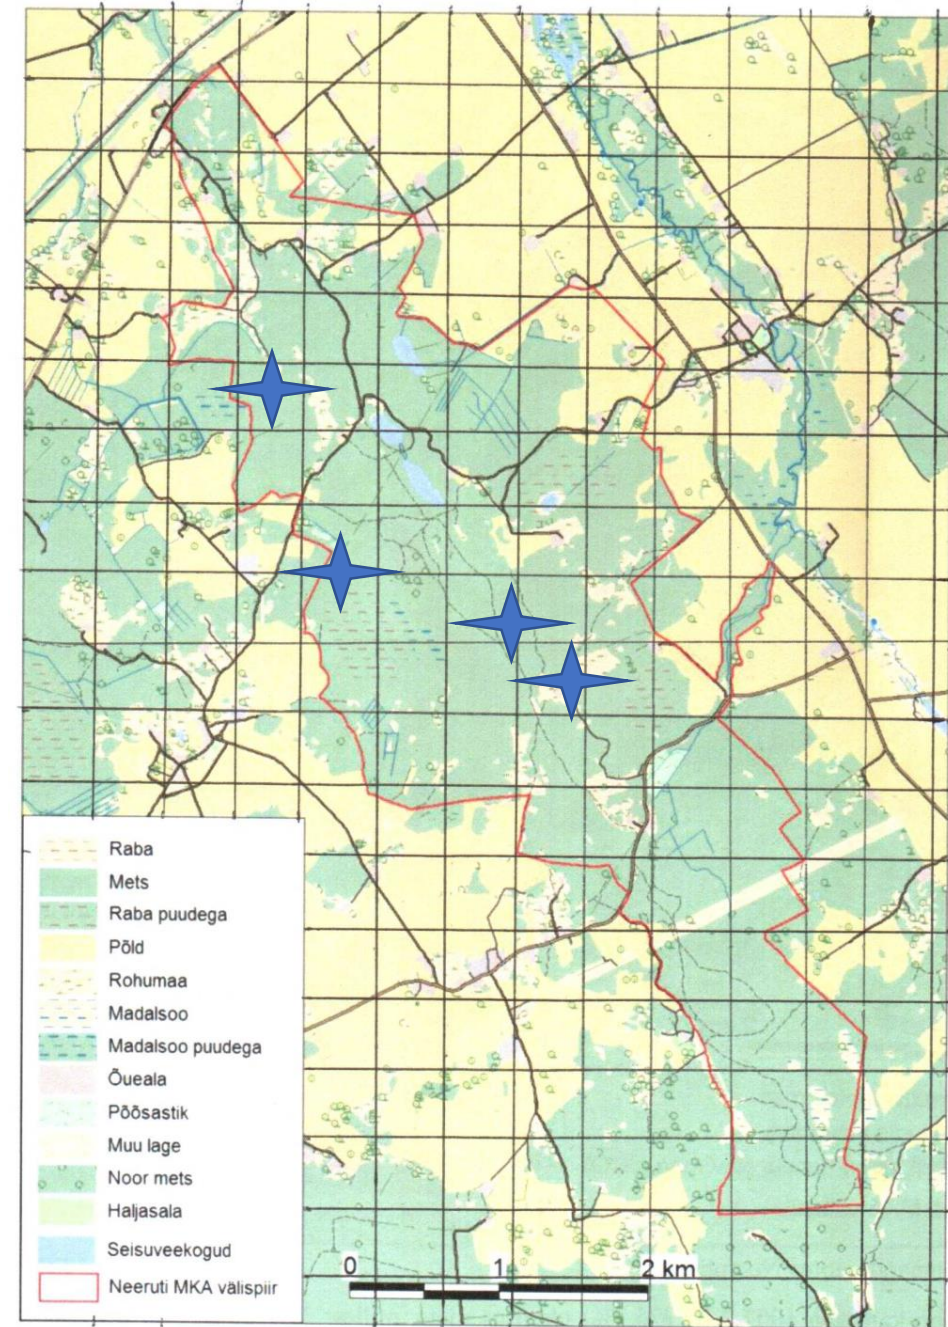 Raba
Mets
Raba puudega
Põld
Rohumaa
Madalsoo
Madalsoo puudega
Õueala
Põõsastik
Muu lage
Noor mets
Haljasala
Seisuveekogud
Neeruti MKA välispiir
0 1 2 km